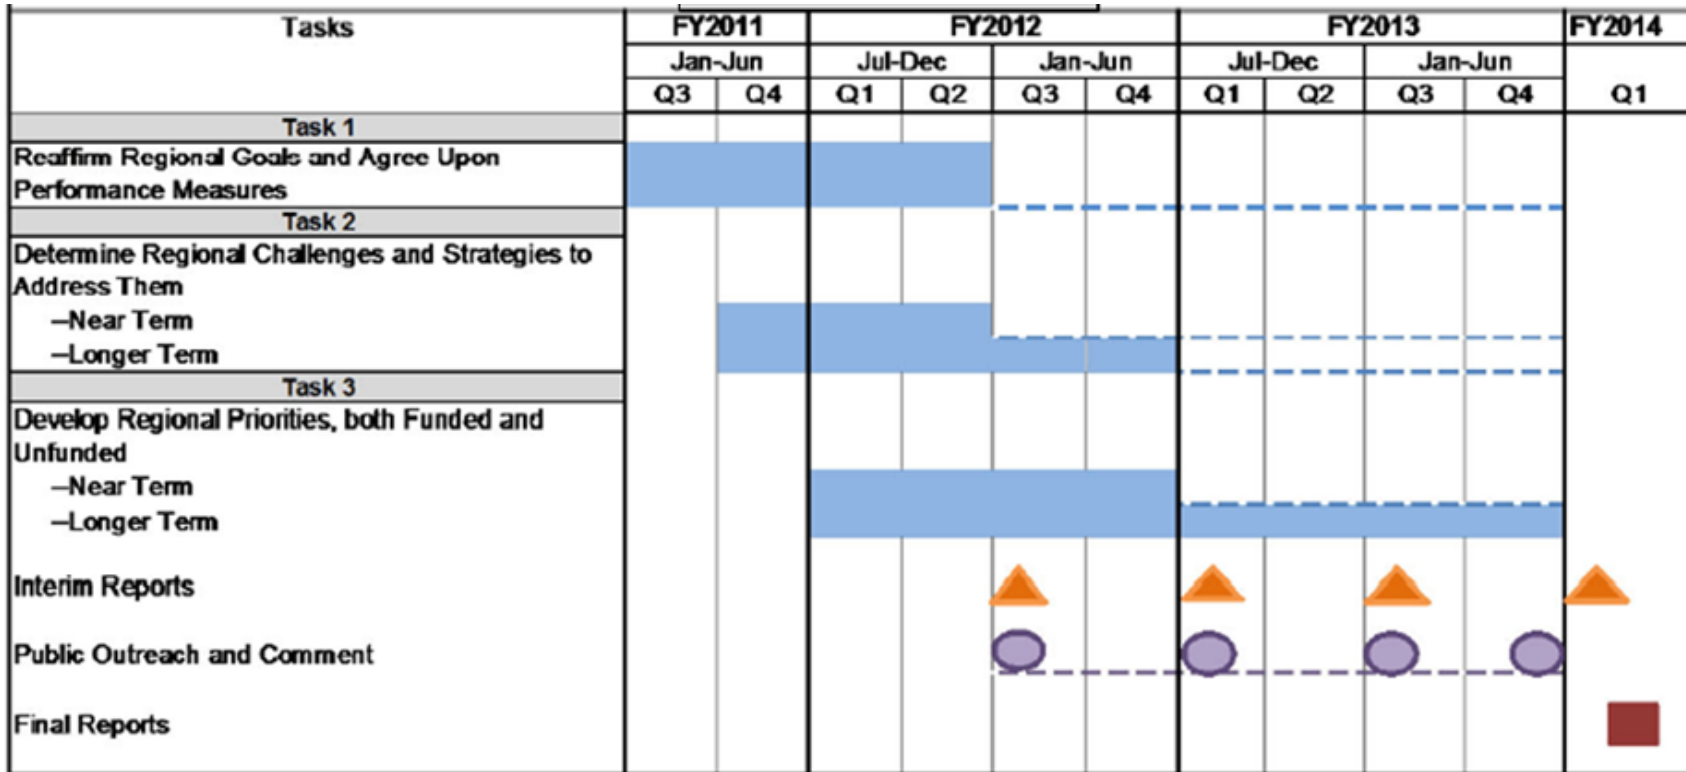 Tasks FY2011 FY2012 FY2013 FY2014
Jan-Jun Jul-Dec Jan-Jun Jul-Dec Jan-Jun
Q3 Q4 Q1 Q2 Q3 Q4 Q1 Q2 Q3 Q4 Q1
Task 1
Reaffirm Regional Goals and Agree Upon
Performance Measures
Task 2
Determine Regional Challenges and Strategies to
Address Them
—Near Term
—Longer Term
Task 3
Develop Regional Priorities, both Funded and
Unfunded
—Near Term
—Longer Term
Interim Reports
Public Outreach and Comment
Final Reports